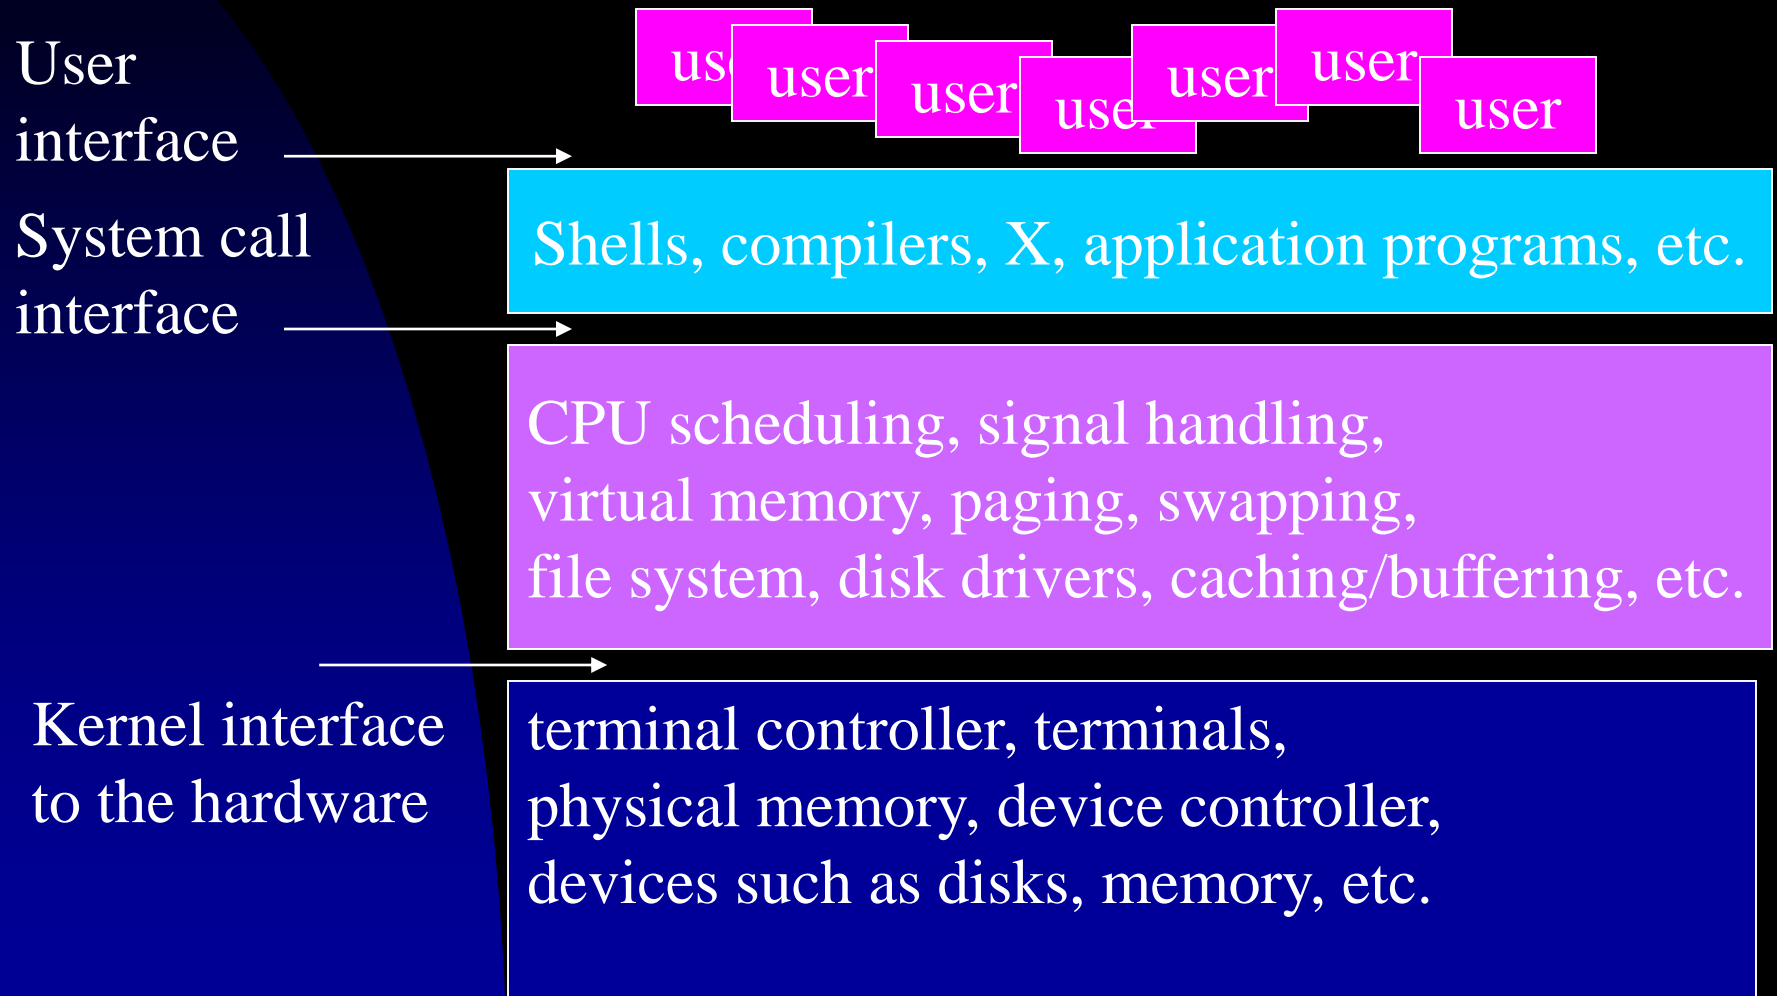 User
interface
System call
interface
Kernel interface
to the hardware
user
user
user
user
user
user
user
Shells, compilers, X, application programs, etc.
CPU scheduling, signal handling,
virtual memory, paging, swapping,
file system, disk drivers, caching/buffering, etc.
terminal controller, terminals,
physical memory, device controller,
devices such as disks, memory, etc.